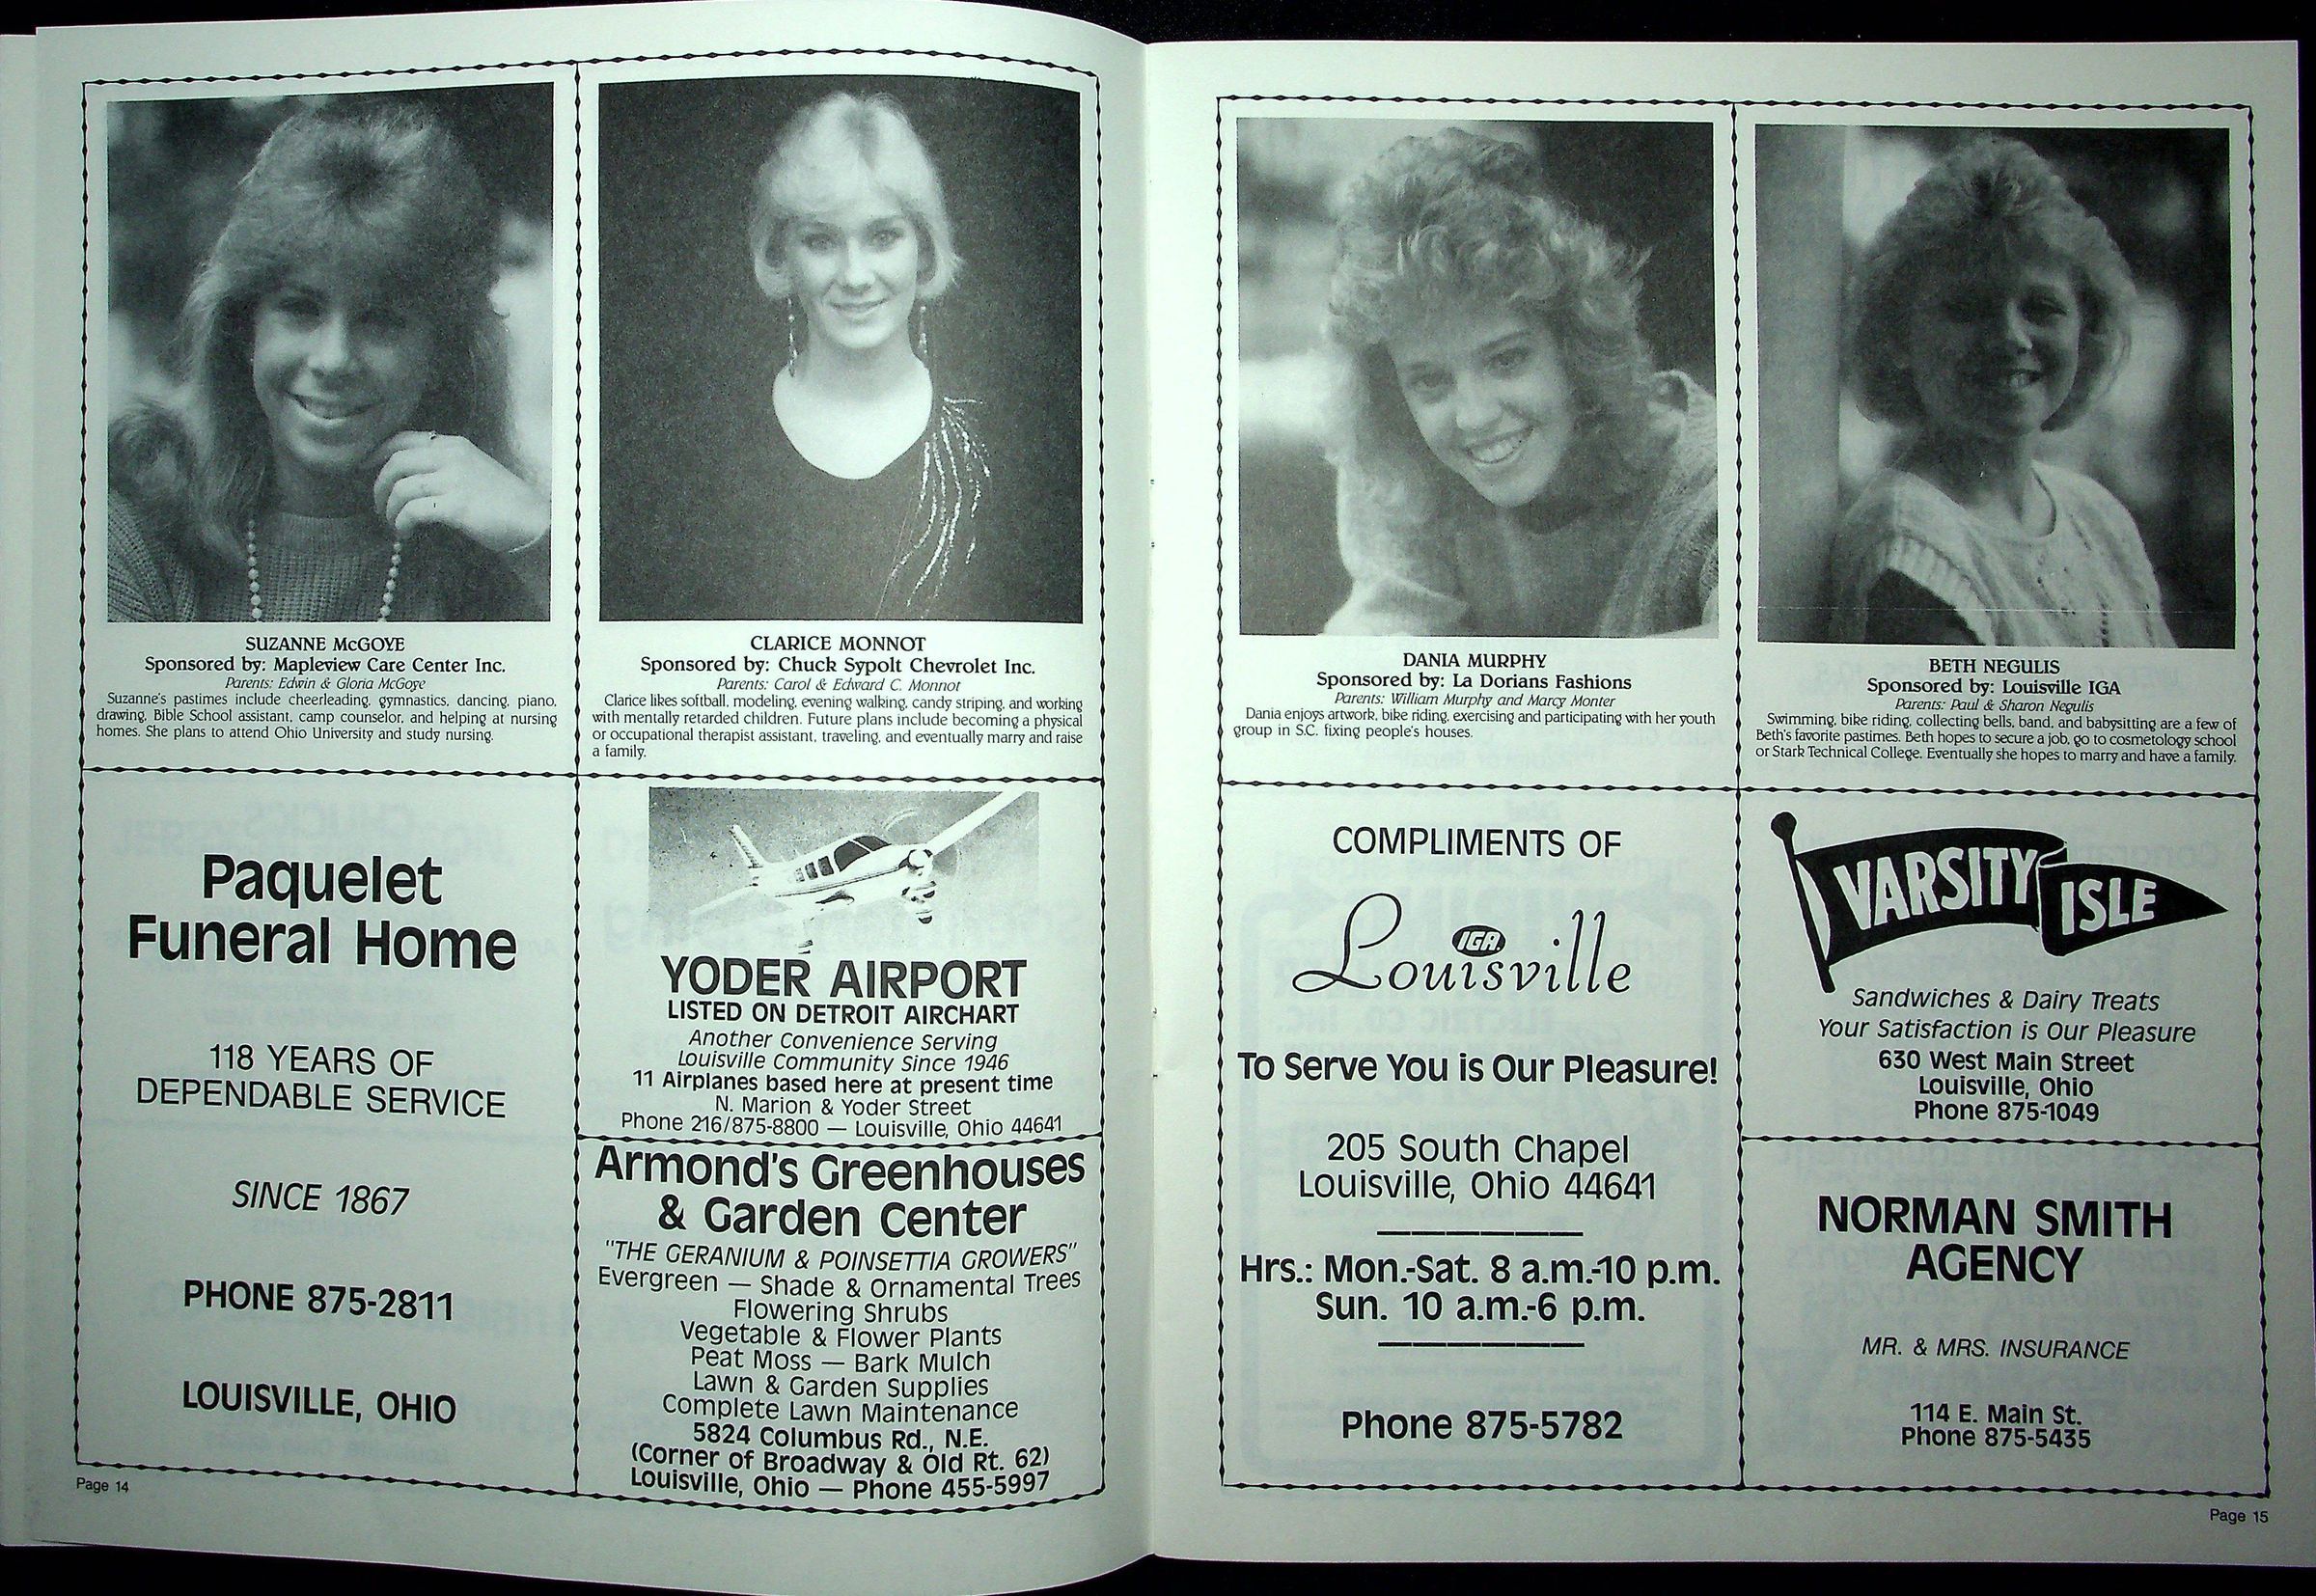 SUZANNE McGOYE
Sponsored by: Mapleview Care Center Inc.
Parents: Edwin & Gloria McGoye
Suzanne's pastimes include cheerleading, gymnastics, dancing, piano,
drawing, Bible School assistant, camp counselor, and helping at nursing
homes. She plans to attend Ohio University and study nursing.
CLARICE MONNOT
Sponsored by: Chuck Sypolt Chevrolet Inc.
Parents: Carol & Edward C. Monnot
Clarice likes softball, modeling, evening walking, candy striping, and working
with mentally retarded children. Future plans include becoming a physical
or occupational therapist assistant, traveling, and eventually marry and raise
a family.
Paquelet
Funeral Home
118 YEARS OF
DEPENDABLE SERVICE
SINCE 1867
PHONE 875-2811
LOUISVILLE, OHIO
YODER AIRPORT
LISTED ON DETROIT AIRCHART
Another Convenience Serving
Louisville Community Since 1946
11 Airplanes based here at present time
N. Marion & Yoder Street
Phone 216/875-8800 — Louisville, Ohio 44641
Armond's Greenhouses
& Garden Center
"THE GERANIUM & POINSETTIA GROWERS"
Evergreen — Shade & Ornamental Trees
Flowering Shrubs
Vegetable & Flower Plants
Peat Moss — Bark Mulch
Lawn & Garden Supplies
Complete Lawn Maintenance
5824 Columbus Rd., N.E.
(Corner of Broadway & Old Rt. 62)
Louisville, Ohio — Phone 455-5997
Page 14
DANIA MURPHY
Sponsored by: La Dorians Fashions
Parents: William Murphy and Marcy Monter
Dania enjoys artwork, bike riding, exercising and participating with her youth
group in S.C. fixing people's houses.
BETH NEGULIS
Sponsored by: Louisville IGA
Parents: Paul & Sharon Negulis
Swimming, bike riding, collecting bells, band, and babysitting are a few of
Beth's favorite pastimes. Beth hopes to secure a job, go to cosmetology school
or Stark Technical College. Eventually she hopes to marry and have a family.
COMPLIMENTS OF
IGA
Louisville
To Serve You is Our Pleasure!
205 South Chapel
Louisville, Ohio 44641
Hrs.: Mon.-Sat. 8 a.m.-10 p.m.
Sun. 10 a.m.-6 p.m.
Phone 875-5782
VARSITY ISLE
Sandwiches & Dairy Treats
Your Satisfaction is Our Pleasure
630 West Main Street
Louisville, Ohio
Phone 875-1049
NORMAN SMITH
AGENCY
MR. & MRS. INSURANCE
114 E. Main St.
Phone 875-5435
Page 15